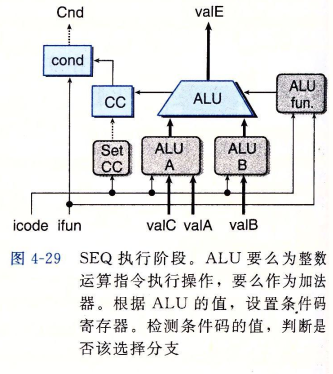 Cnd
valE
cond
CC
ALU
ALU
fun.
Set
CC
ALU
A
ALU
B
icode ifun
valC valA
valB
图 4-29 SEQ 执行阶段。ALU 要么为整数
运算指令执行操作,要么作为加法
器。根据 ALU 的值,设置条件码
寄存器。检测条件码的值,判断是
否该选择分支